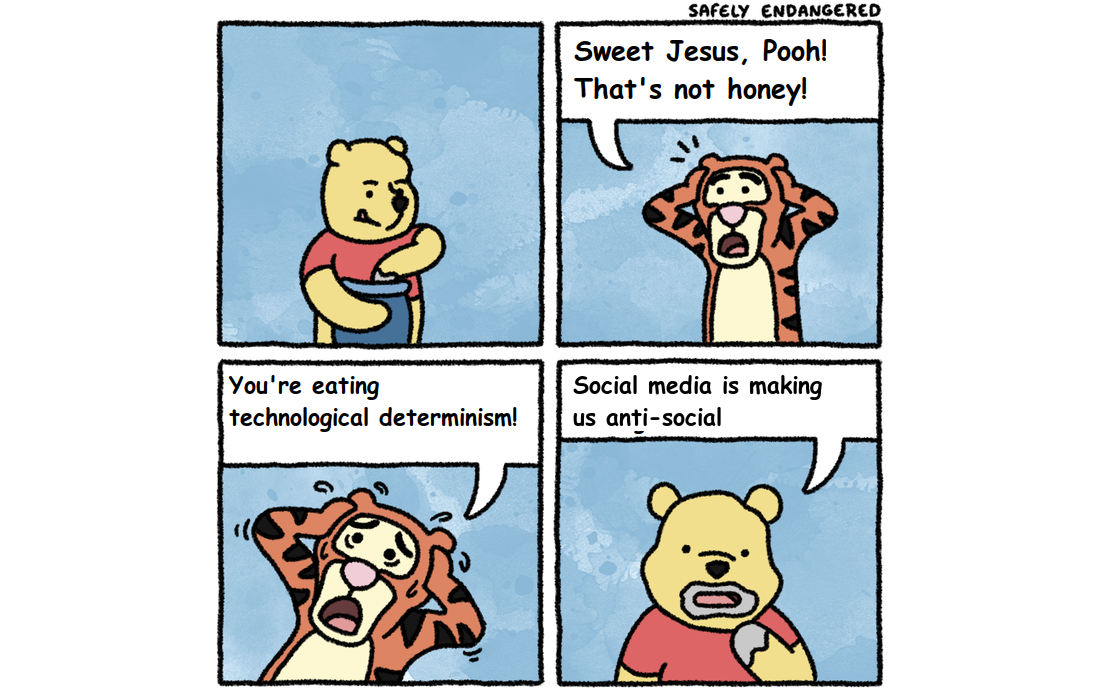 SAFELY ENDANGERED
Sweet Jesus, Pooh!
That's not honey!
You're eating
technological determinism!
Social media is making
us anti-social